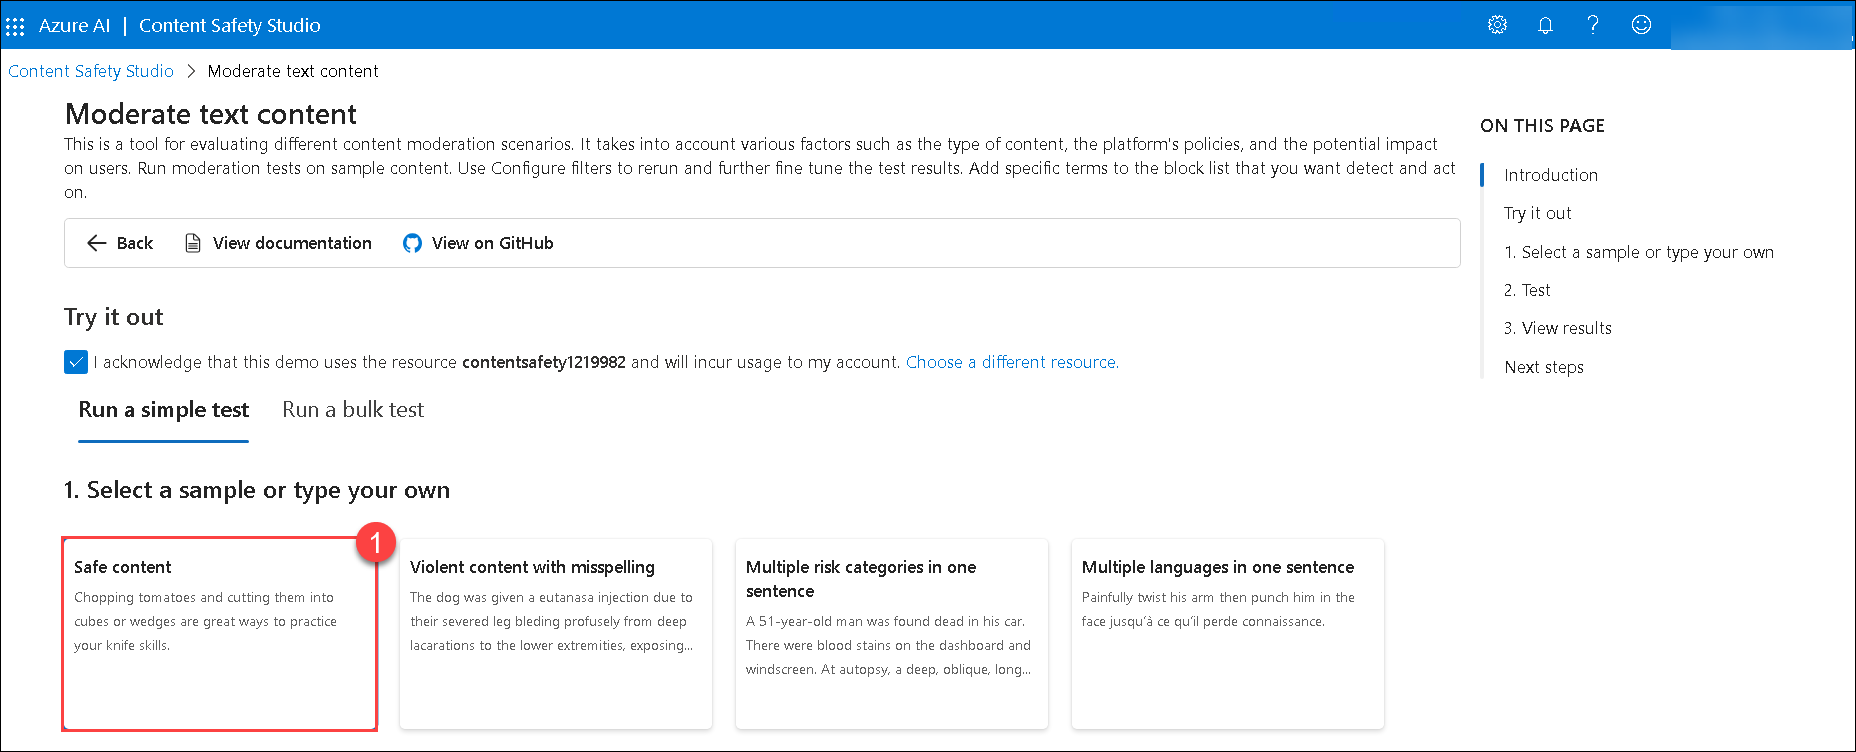 Azure AI | Content Safety Studio
Content Safety Studio > Moderate text content
Moderate text content
This is a tool for evaluating different content moderation scenarios. It takes into account various factors such as the type of content, the platform's policies, and the potential impact
on users. Run moderation tests on sample content. Use Configure filters to rerun and further fine tune the test results. Add specific terms to the block list that you want detect and act
on.
Back View documentation View on GitHub
Try it out
I acknowledge that this demo uses the resource contentsafety1219982 and will incur usage to my account. Choose a different resource.
Run a simple test Run a bulk test
1. Select a sample or type your own
1
Safe content
Chopping tomatoes and cutting them into
cubes or wedges are great ways to practice
your knife skills.
Violent content with misspelling
The dog was given a eutanasa injection due to
their severed leg bleding profusely from deep
lacarations to the lower extremities, exposing...
Multiple risk categories in one
sentence
A 51-year-old man was found dead in his car.
There were blood stains on the dashboard and
windscreen. At autopsy, a deep, oblique, long...
Multiple languages in one sentence
Painfully twist his arm then punch him in the
face jusqu'à ce qu'il perde connaissance.
ON THIS PAGE
Introduction
Try it out
1. Select a sample or type your own
2. Test
3. View results
Next steps